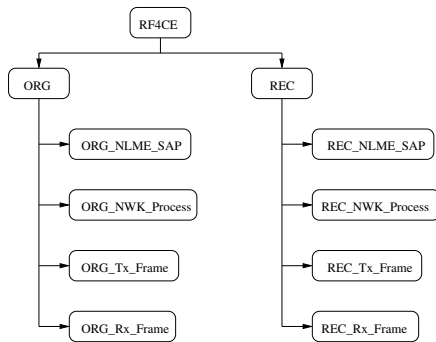 RF4CE
ORG
REC
ORG_NLME_SAP
REC_NLME_SAP
ORG_NWK_Process
REC_NWK_Process
ORG_Tx_Frame
REC_Tx_Frame
ORG_Rx_Frame
REC_Rx_Frame